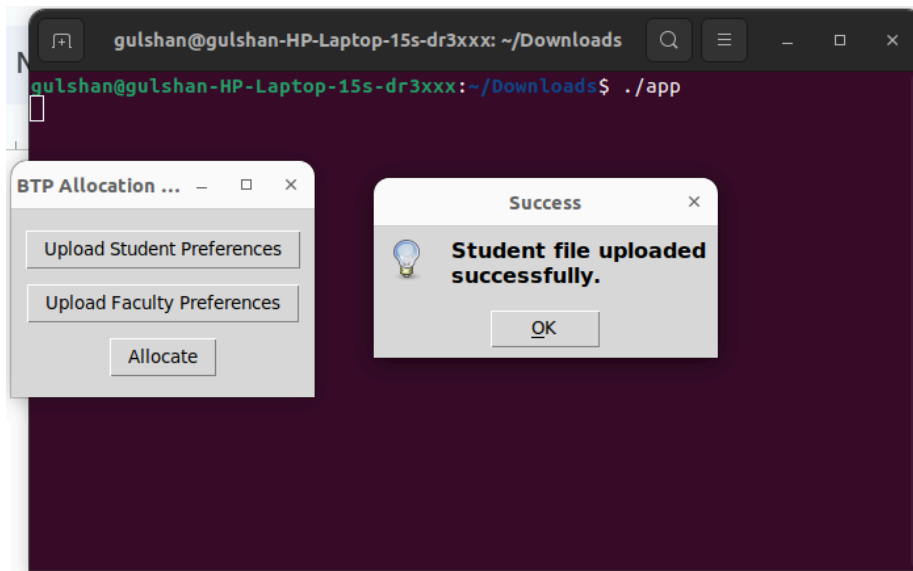 gulshan@gulshan-HP-Laptop-15s-dr3xxx: ~/Downloads
gulshan@gulshan-HP-Laptop-15s-dr3xxx:~/Downloads$ ./app
BTP Allocation ...
Upload Student Preferences
Upload Faculty Preferences
Allocate
Success
Student file uploaded
successfully.
OK